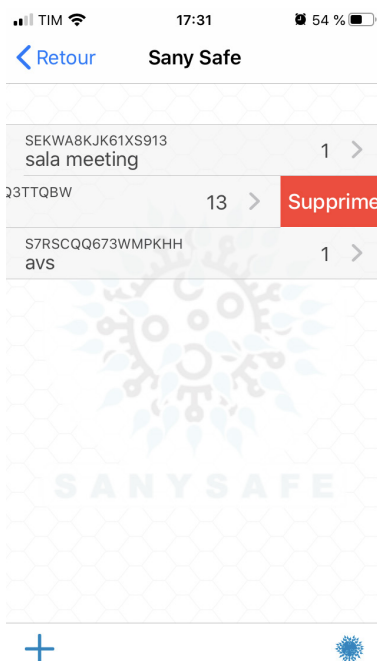 TIM 17:31 54 %
Retour Sany Safe
SEKWA8KJK61XS913
sala meeting 1
Q3TTQBW
13 Supprime
S7RSCQQ673WMPKHH
avs 1
SANYSAFE